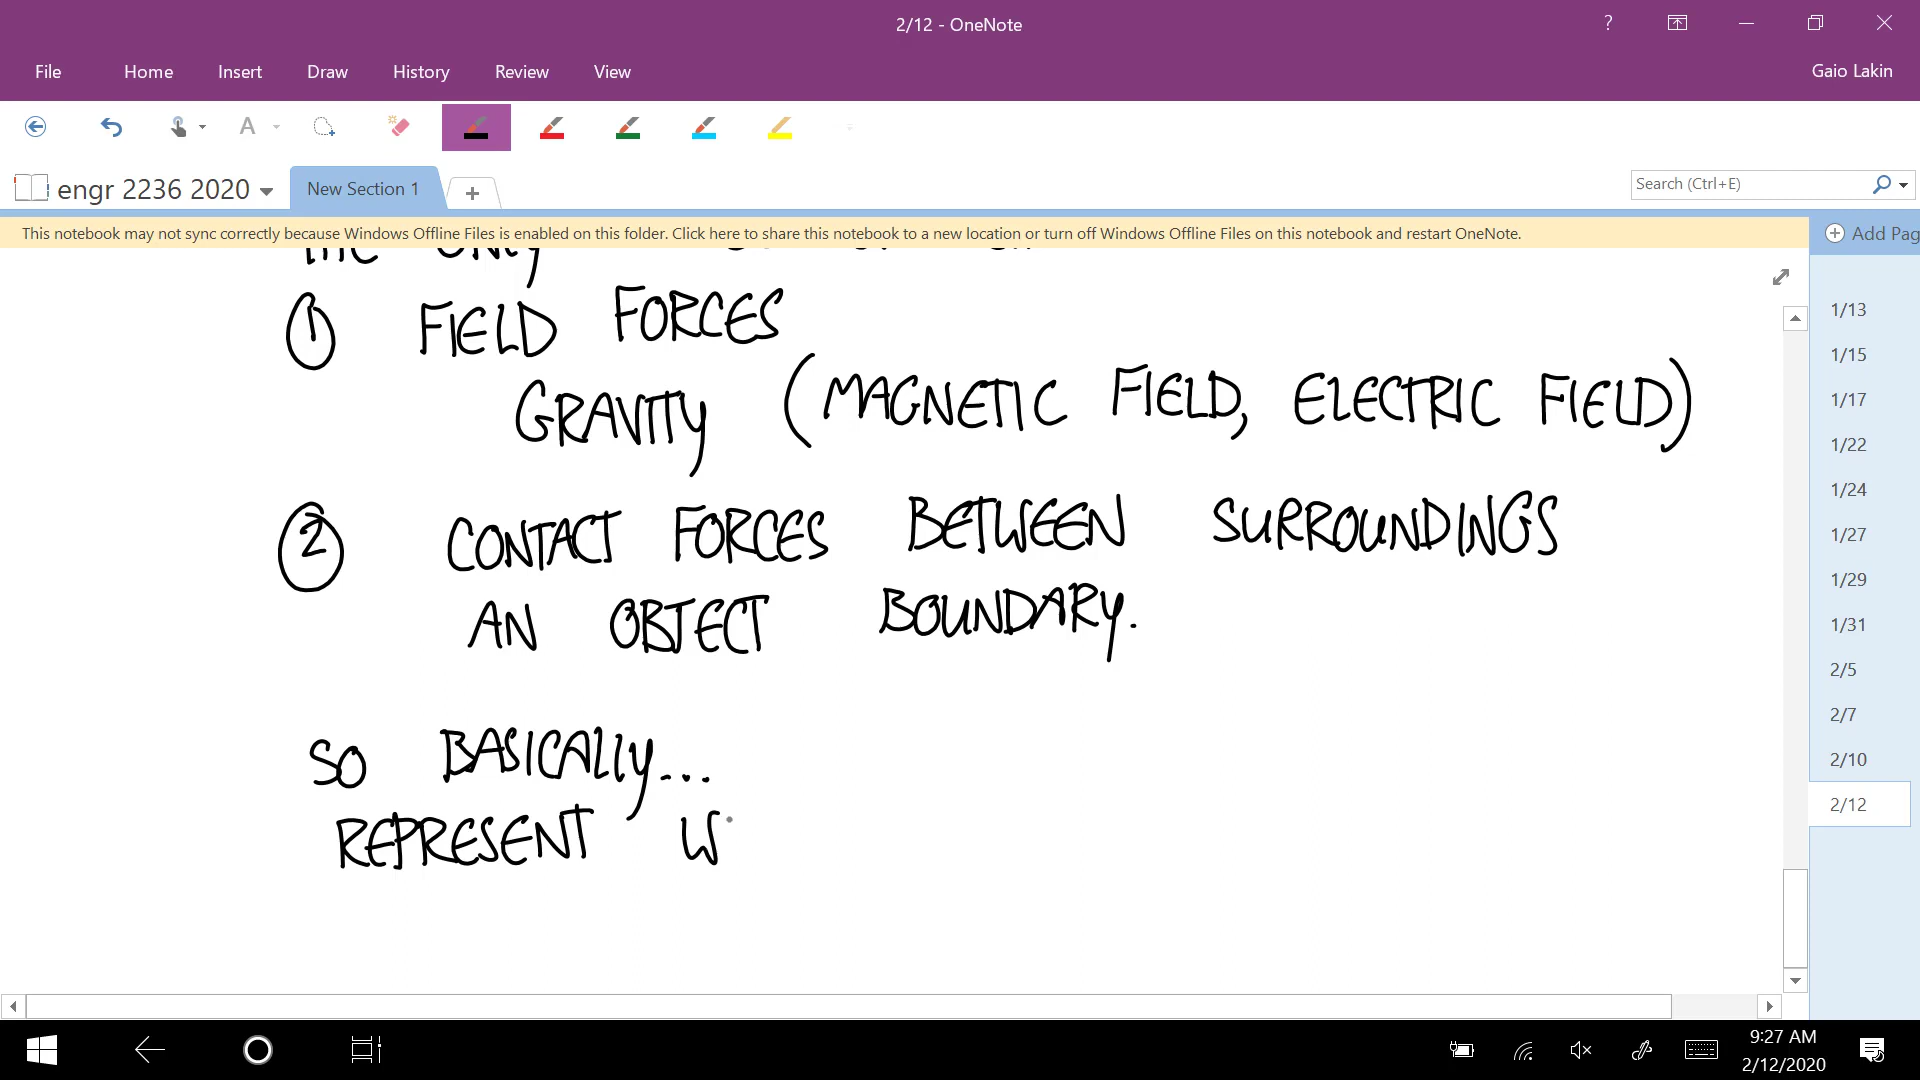 2/12 - OneNote
?
File Home Insert Draw History Review View
Gaio Lakin
A
engr 2236 2020
New Section 1
+
Search (Ctrl+E)
This notebook may not sync correctly because Windows Offline Files is enabled on this folder. Click here to share this notebook to a new location or turn off Windows Offline Files on this notebook and restart OneNote.
Add Pag
ONLY
① FIELD FORCES
GRAVITY (MAGNETIC FIELD, ELECTRIC FIELD)
② CONTACT FORCES BETWEEN SURROUNDINGS
AN OBJECT BOUNDARY.
SO BASICALLY...
REPRESENT W
1/13
1/15
1/17
1/22
1/24
1/27
1/29
1/31
2/5
2/7
2/10
2/12
9:27 AM
2/12/2020